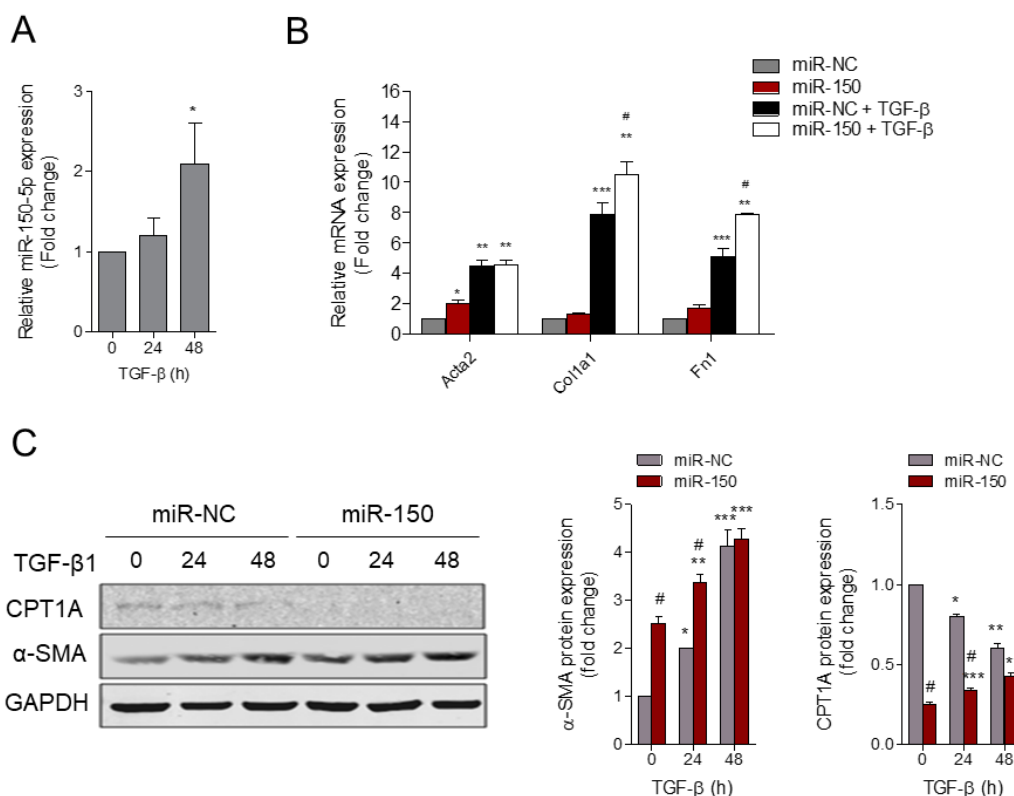 A
Relative miR-150-5p expression
(Fold change)
3
2
1
0
*
0 24 48
TGF-β (h)
B
miR-NC
miR-150
miR-NC + TGF-β
miR-150 + TGF-β
Relative mRNA expression
(Fold change)
16
14
12
10
8
6
4
2
0
*
**
**
***
#
**
***
#
**
Acta2
Col1a1
Fn1
C
miR-NC miR-150
TGF-β1 0 24 48 0 24 48
CPT1A
α-SMA
GAPDH
miR-NC
miR-150
α-SMA protein expression
(fold change)
5
4
3
2
1
0
#
*
#
**
***
***
0 24 48
TGF-β (h)
miR-NC
miR-150
CPT1A protein expression
(fold change)
1.5
1.0
0.5
0.0
#
*
#
***
**
*
0 24 48
TGF-β (h)